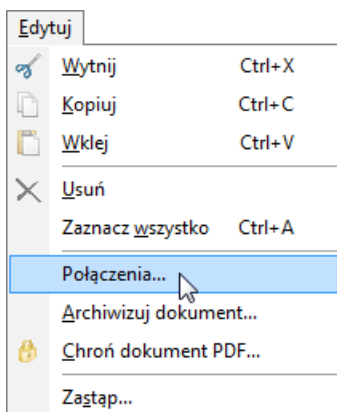 Edytuj
Wytnij Ctrl+X
Kopiuj Ctrl+C
Wklej Ctrl+V
Usuń
Zaznacz wszystko Ctrl+A
Połączenia...
Archiwizuj dokument...
Chroń dokument PDF...
Zastąp...